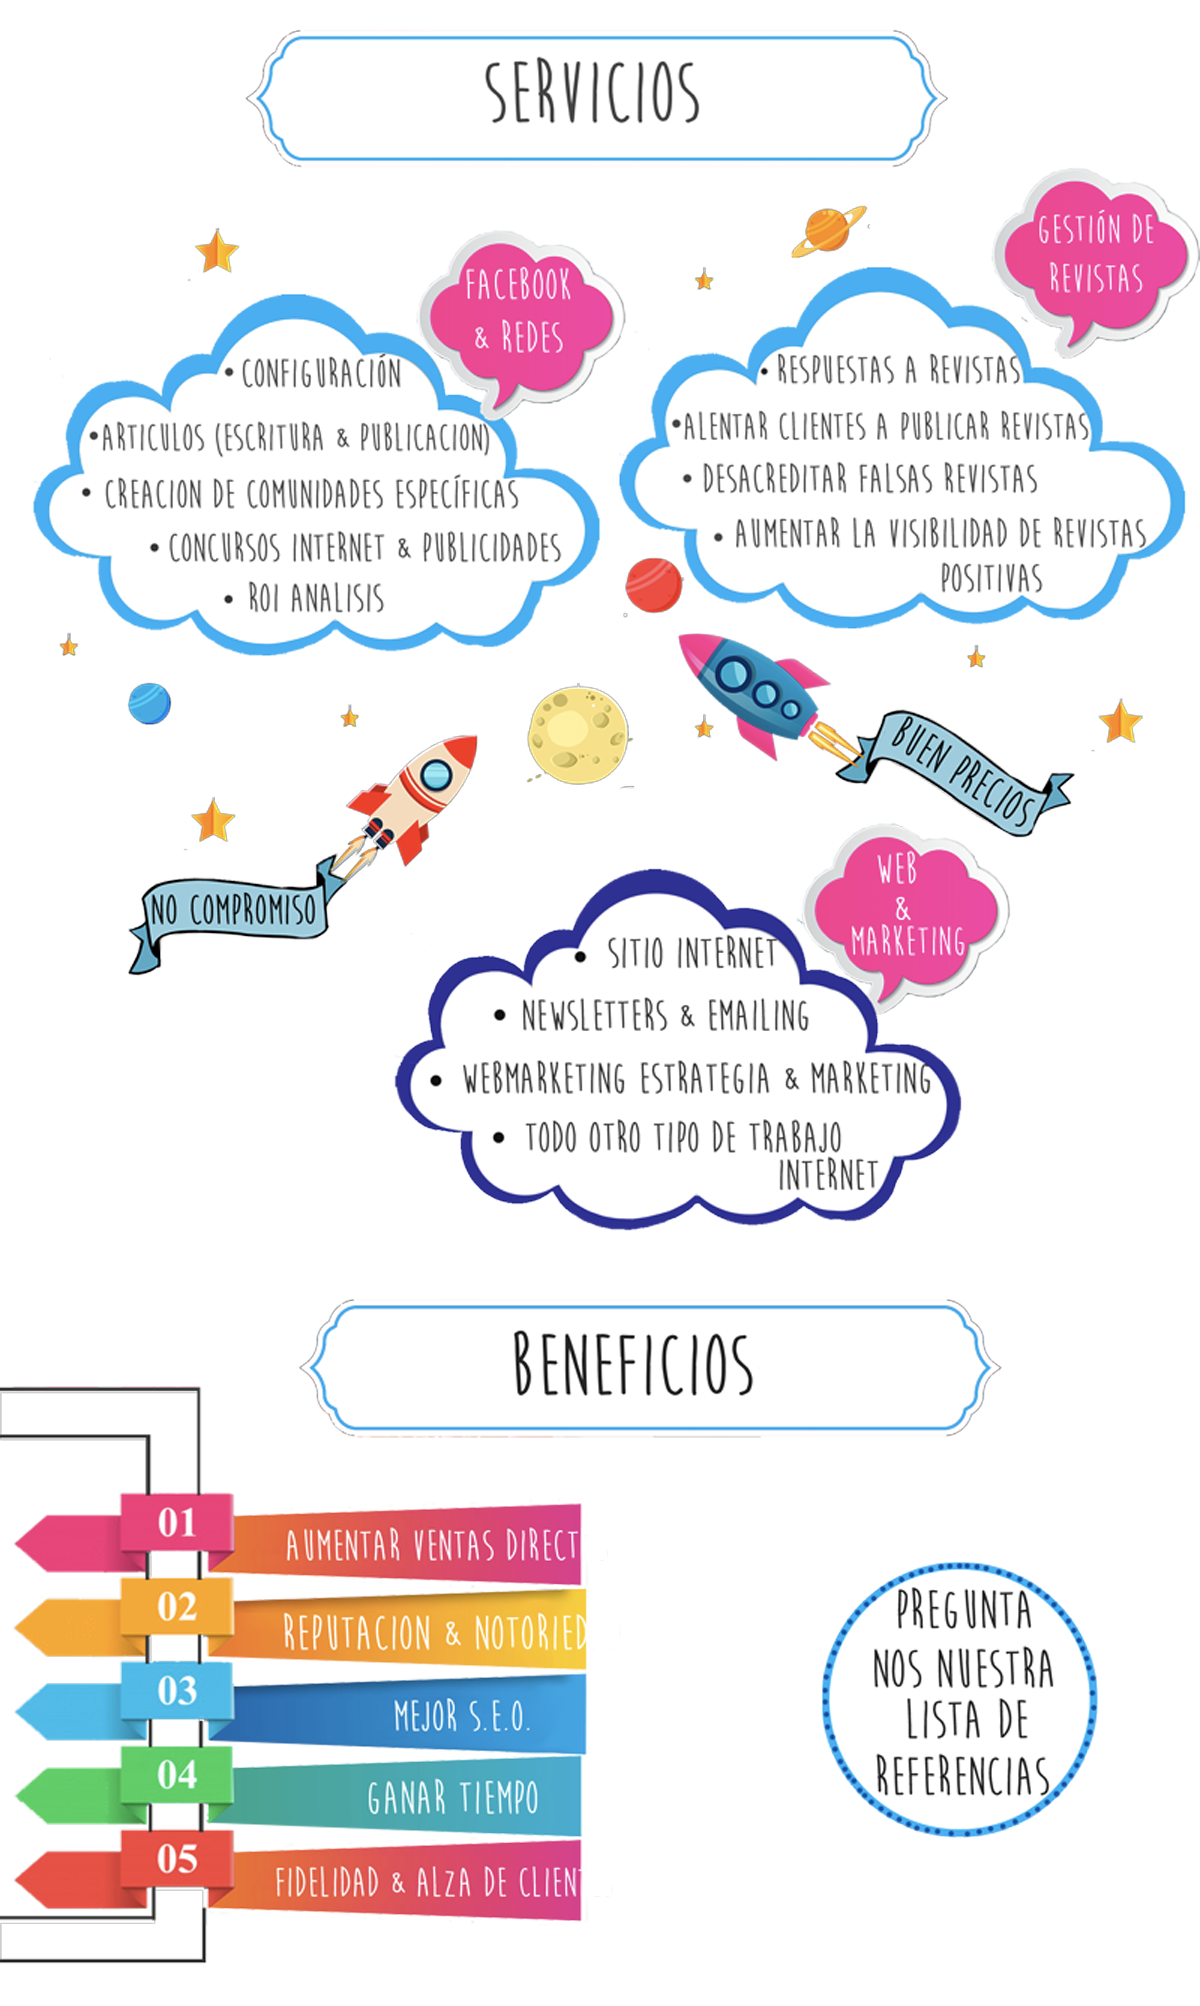 SERVICIOS
FACEBOOK
& REDES
• CONFIGURACIÓN
•ARTICULOS (ESCRITURA & PUBLICACION)
• CREACION DE COMUNIDADES ESPECÍFICAS
• CONCURSOS INTERNET & PUBLICIDADES
• ROI ANALISIS
GESTIÓN DE
REVISTAS
• RESPUESTAS A REVISTAS
•ALENTAR CLIENTES A PUBLICAR REVISTAS
• DESACREDITAR FALSAS REVISTAS
• AUMENTAR LA VISIBILIDAD DE REVISTAS
POSITIVAS
BUEN PRECIOS
NO COMPROMISO
WEB
&
MARKETING
• SITIO INTERNET
• NEWSLETTERS & EMAILING
• WEBMARKETING ESTRATEGIA & MARKETING
• TODO OTRO TIPO DE TRABAJO
INTERNET
BENEFICIOS
01 AUMENTAR VENTAS DIRECT
02 REPUTACION & NOTORIED
03 MEJOR S.E.O.
04 GANAR TIEMPO
05 FIDELIDAD & ALZA DE CLIENT
PREGUNTA
NOS NUESTRA
LISTA DE
REFERENCIAS